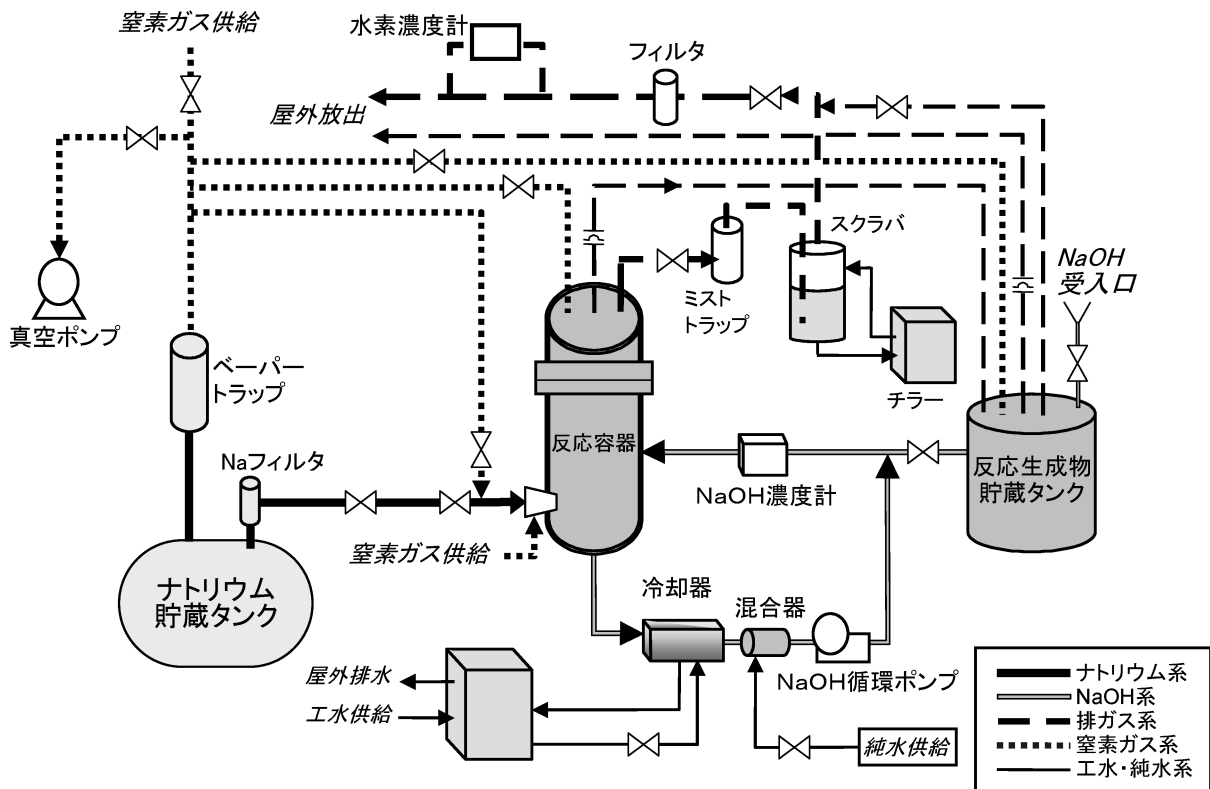 窒素ガス供給
水素濃度計
フィルタ
屋外放出
スクラバ
NaOH
受入口
ミスト
トラップ
真空ポンプ
ベーパー
トラップ
チラー
反応容器
Naフィルタ
NaOH濃度計
反応生成物
貯蔵タンク
窒素ガス供給
ナトリウム
貯蔵タンク
冷却器
混合器
NaOH循環ポンプ
屋外排水
工水供給
純水供給
ナトリウム系
NaOH系
排ガス系
窒素ガス系
工水・純水系